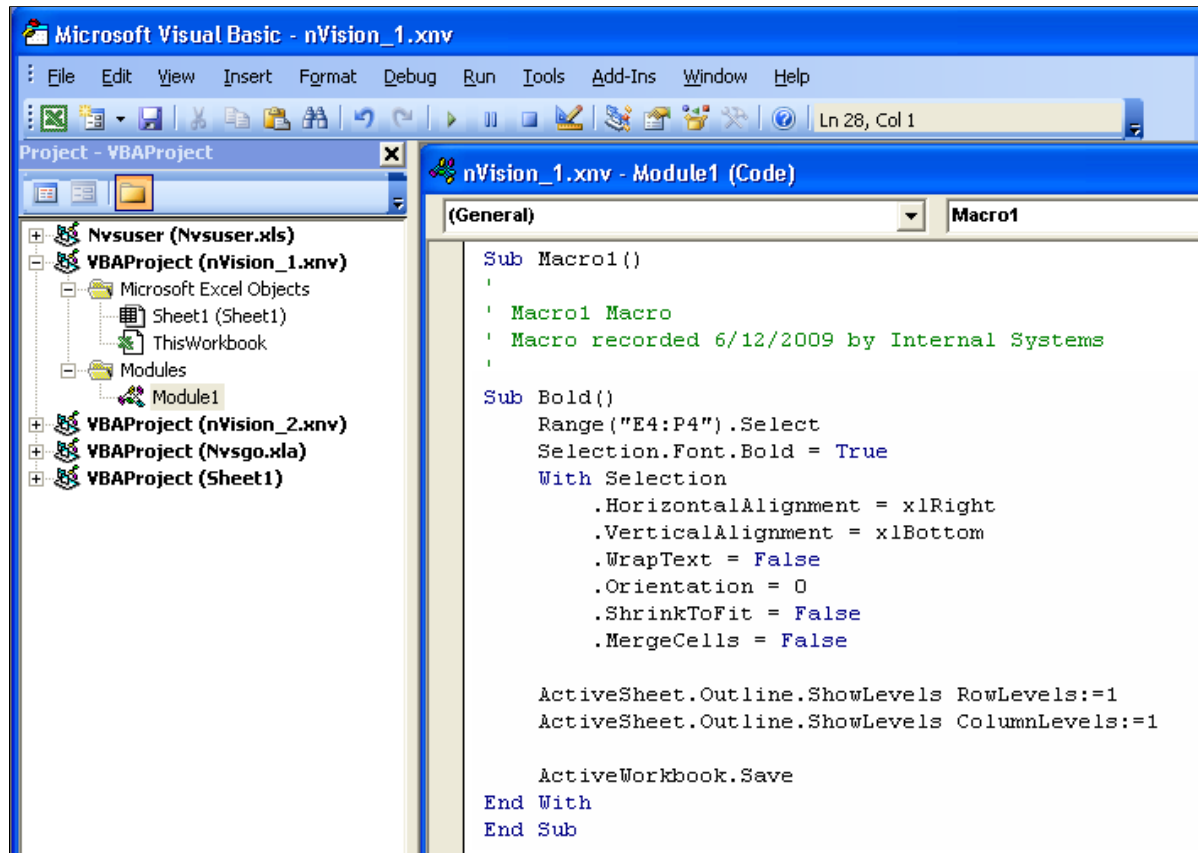 Microsoft Visual Basic - nVision_1.xnv
File Edit View Insert Format Debug Run Tools Add-Ins Window Help
Ln 28, Col 1
Project - VBAProject
Nvsuser (Nvsuser.xls)
VBAProject (nVision_1.xnv)
Microsoft Excel Objects
Sheet1 (Sheet1)
ThisWorkbook
Modules
Module1
VBAProject (nVision_2.xnv)
VBAProject (Nvsgo.xla)
VBAProject (Sheet1)
nVision_1.xnv - Module1 (Code)
(General) Macro1
Sub Macro1()
'
' Macro1 Macro
' Macro recorded 6/12/2009 by Internal Systems
'
Sub Bold()
Range("E4:P4").Select
Selection.Font.Bold = True
With Selection
.HorizontalAlignment = xlRight
.VerticalAlignment = xlBottom
.WrapText = False
.Orientation = 0
.ShrinkToFit = False
.MergeCells = False
ActiveSheet.Outline.ShowLevels RowLevels:=1
ActiveSheet.Outline.ShowLevels ColumnLevels:=1
ActiveWorkbook.Save
End With
End Sub